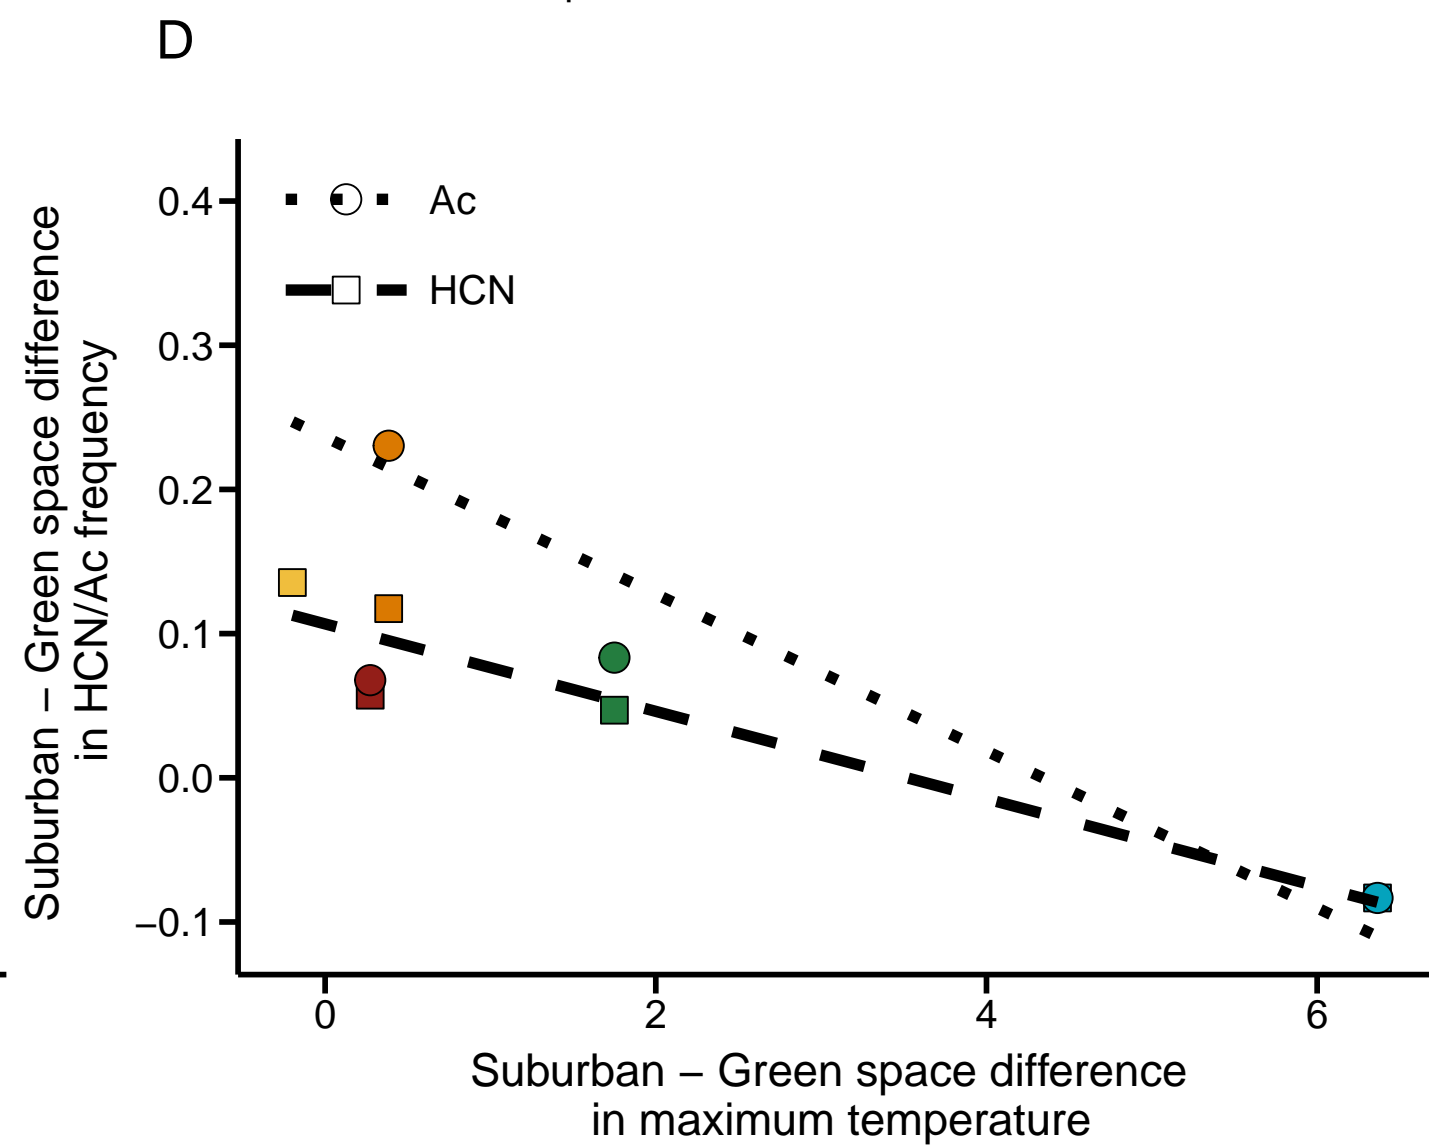 D
Suburban – Green space difference
in HCN/Ac frequency
0.4
0.3
0.2
0.1
0.0
–0.1
Ac
HCN
0 2 4 6
Suburban – Green space difference
in maximum temperature